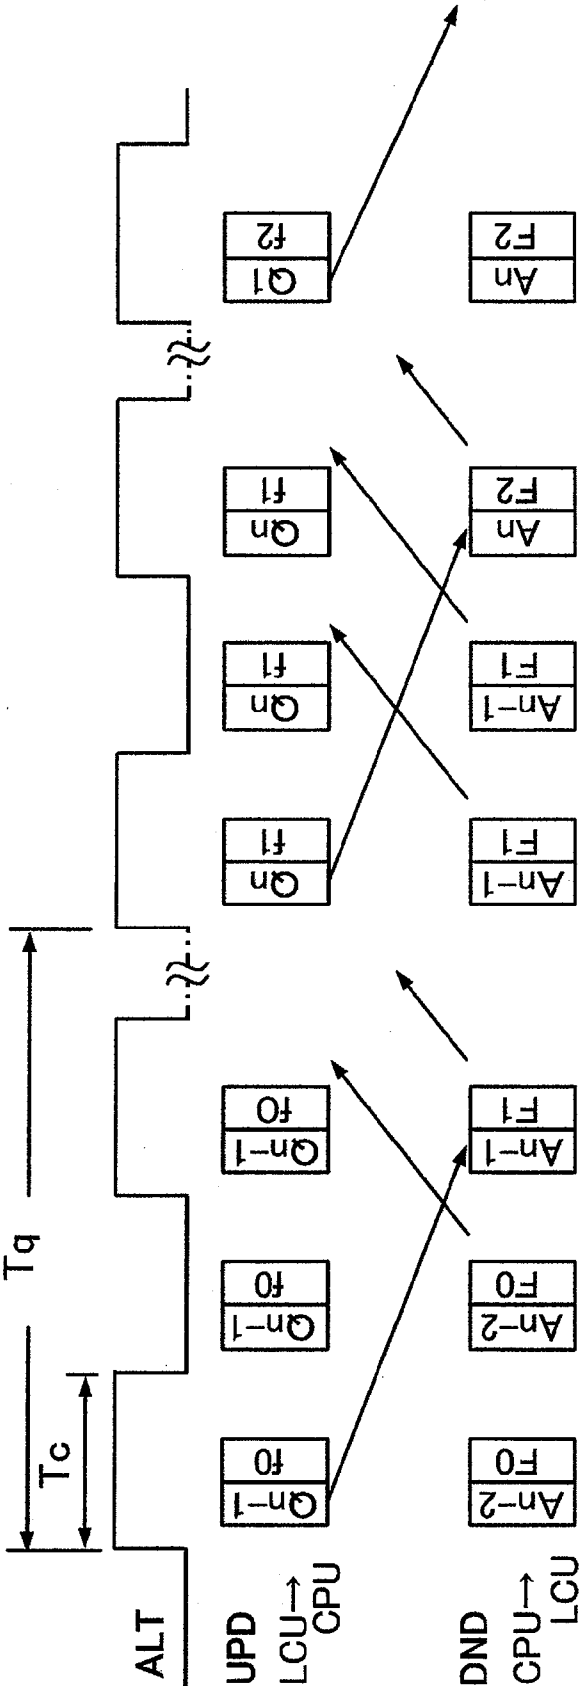 Tq
Tc
ALT
UPD
LCU→
CPU
Qn-1 f0
Qn-1 f0
Qn-1 f0
Qn f1
Qn f1
Qn f1
Q1 f2
DND
CPU→
LCU
An-2 F0
An-2 F0
An-1 F1
An-1 F1
An-1 F1
An F2
An F2